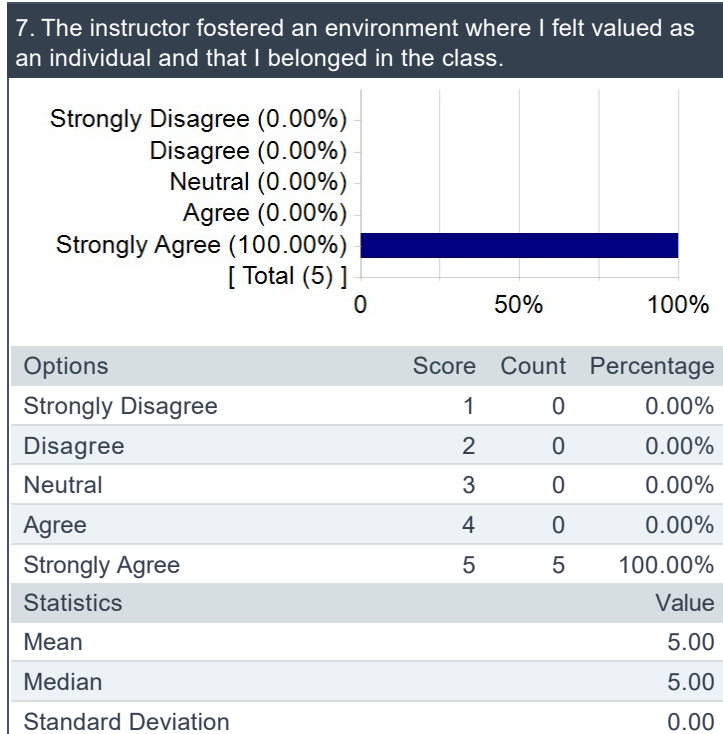 7. The instructor fostered an environment where I felt valued as
an individual and that I belonged in the class.
Strongly Disagree (0.00%)
Disagree (0.00%)
Neutral (0.00%)
Agree (0.00%)
Strongly Agree (100.00%)
[ Total (5) ]
0 50% 100%
Options Score Count Percentage
Strongly Disagree 1 0 0.00%
Disagree 2 0 0.00%
Neutral 3 0 0.00%
Agree 4 0 0.00%
Strongly Agree 5 5 100.00%
Statistics Value
Mean 5.00
Median 5.00
Standard Deviation 0.00